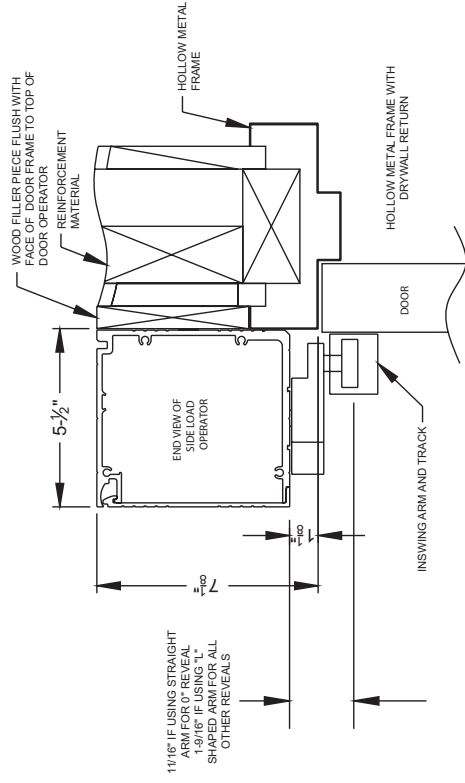 WOOD FILLER PIECE FLUSH WITH
FACE OF DOOR FRAME TO TOP OF
DOOR OPERATOR
REINFORCEMENT
MATERIAL
HOLLOW METAL
FRAME
5-½"
END VIEW OF
SIDE LOAD
OPERATOR
7⅛"
1⅛"
11/16" IF USING STRAIGHT
ARM FOR 0" REVEAL
1-9/16" IF USING "L"
SHAPED ARM FOR ALL
OTHER REVEALS
DOOR
HOLLOW METAL FRAME WITH
DRYWALL RETURN
INSWING ARM AND TRACK